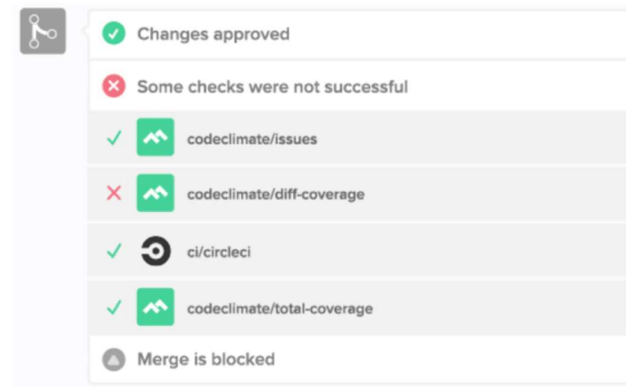 Changes approved
Some checks were not successful
codeclimate/issues
codeclimate/diff-coverage
ci/circleci
codeclimate/total-coverage
Merge is blocked